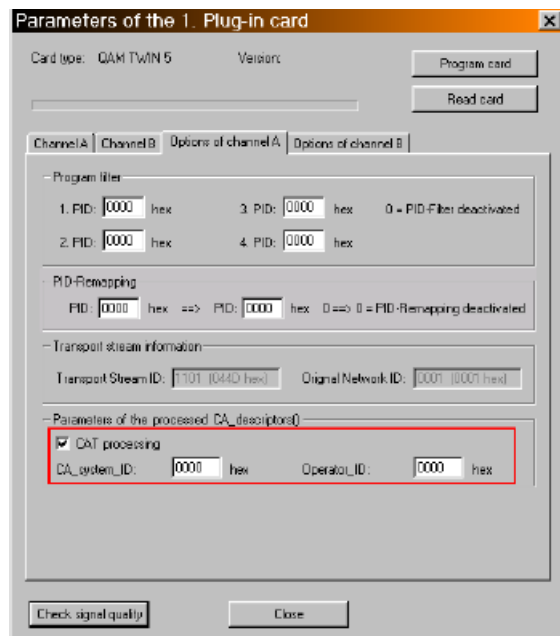 Parameters of the 1. Plug-in card
Card type: QAM TWIN 5 Version: Program card
Read card
Channel A Channel B Options of channel A Options of channel B
Program filter
1. PID: 0000 hex 3. PID: 0000 hex 0 = PID-Filter deactivated
2. PID: 0000 hex 4. PID: 0000 hex
PID-Remapping
PID: 0000 hex ==> PID: 0000 hex 0 ==> 0 = PID-Remapping deactivated
Transport stream information
Transport Stream ID: 1101 (044D hex) Orignal Network ID: 0001 (0001 hex)
Parameters of the processed CA_descriptors()
CAT processing
CA_system_ID: 0000 hex Operator_ID: 0000 hex
Check signal quality Close